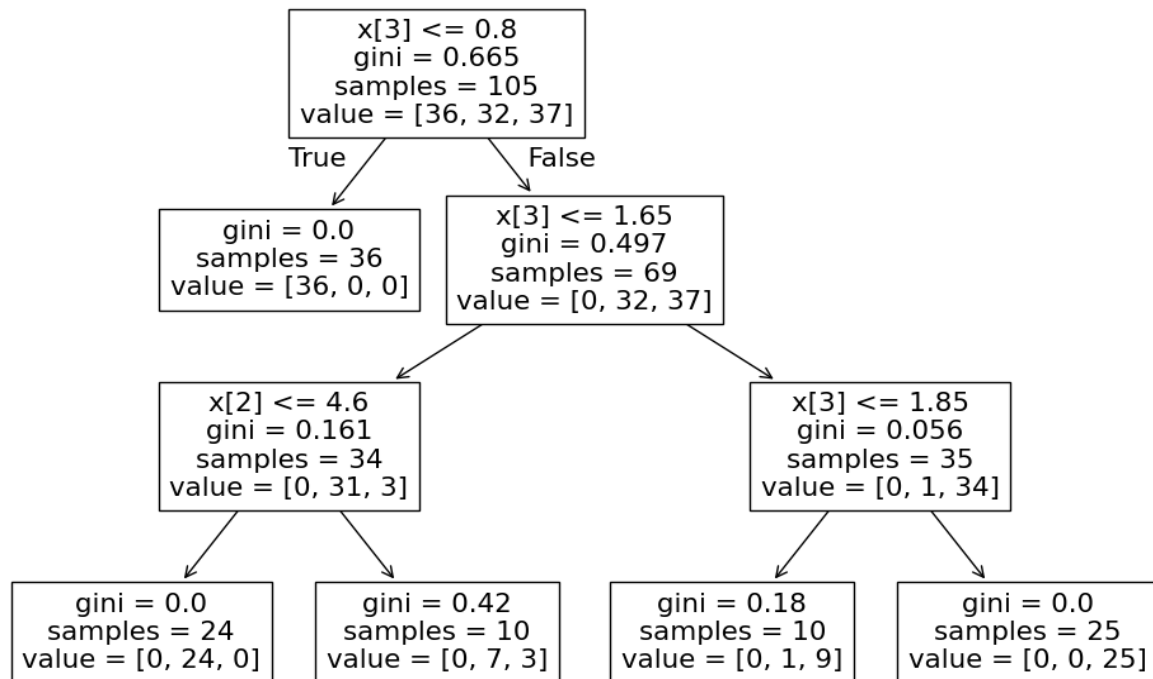 x[3] <= 0.8
gini = 0.665
samples = 105
value = [36, 32, 37]
True
False
gini = 0.0
samples = 36
value = [36, 0, 0]
x[3] <= 1.65
gini = 0.497
samples = 69
value = [0, 32, 37]
x[2] <= 4.6
gini = 0.161
samples = 34
value = [0, 31, 3]
x[3] <= 1.85
gini = 0.056
samples = 35
value = [0, 1, 34]
gini = 0.0
samples = 24
value = [0, 24, 0]
gini = 0.42
samples = 10
value = [0, 7, 3]
gini = 0.18
samples = 10
value = [0, 1, 9]
gini = 0.0
samples = 25
value = [0, 0, 25]